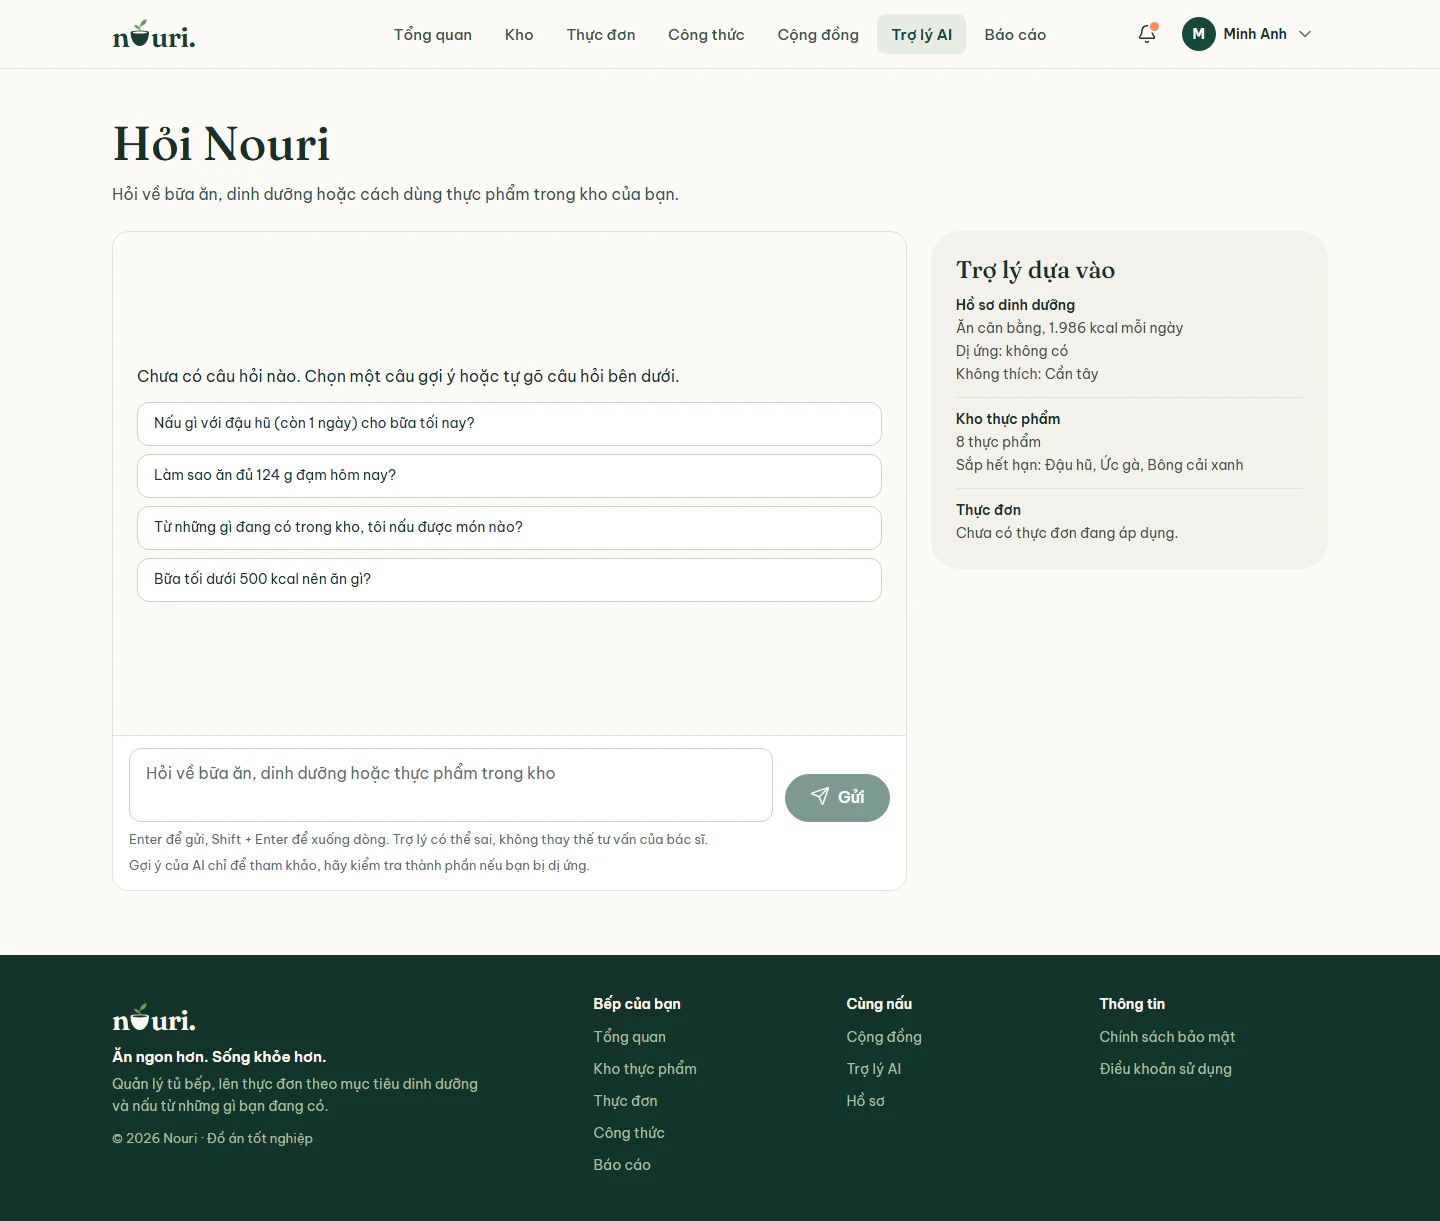 nouri.
Tổng quan
Kho
Thực đơn
Công thức
Cộng đồng
Trợ lý AI
Báo cáo
M
Minh Anh
Hỏi Nouri
Hỏi về bữa ăn, dinh dưỡng hoặc cách dùng thực phẩm trong kho của bạn.
Chưa có câu hỏi nào. Chọn một câu gợi ý hoặc tự gõ câu hỏi bên dưới.
Nấu gì với đậu hũ (còn 1 ngày) cho bữa tối nay?
Làm sao ăn đủ 124 g đạm hôm nay?
Từ những gì đang có trong kho, tôi nấu được món nào?
Bữa tối dưới 500 kcal nên ăn gì?
Hỏi về bữa ăn, dinh dưỡng hoặc thực phẩm trong kho
Gửi
Enter để gửi, Shift + Enter để xuống dòng. Trợ lý có thể sai, không thay thế tư vấn của bác sĩ.
Gợi ý của AI chỉ để tham khảo, hãy kiểm tra thành phần nếu bạn bị dị ứng.
Trợ lý dựa vào
Hồ sơ dinh dưỡng
Ăn cân bằng, 1.986 kcal mỗi ngày
Dị ứng: không có
Không thích: Cần tây
Kho thực phẩm
8 thực phẩm
Sắp hết hạn: Đậu hũ, Ức gà, Bông cải xanh
Thực đơn
Chưa có thực đơn đang áp dụng.
nouri.
Ăn ngon hơn. Sống khỏe hơn.
Quản lý tủ bếp, lên thực đơn theo mục tiêu dinh dưỡng
và nấu từ những gì bạn đang có.
© 2026 Nouri · Đồ án tốt nghiệp
Bếp của bạn
Tổng quan
Kho thực phẩm
Thực đơn
Công thức
Báo cáo
Cùng nấu
Cộng đồng
Trợ lý AI
Hồ sơ
Thông tin
Chính sách bảo mật
Điều khoản sử dụng